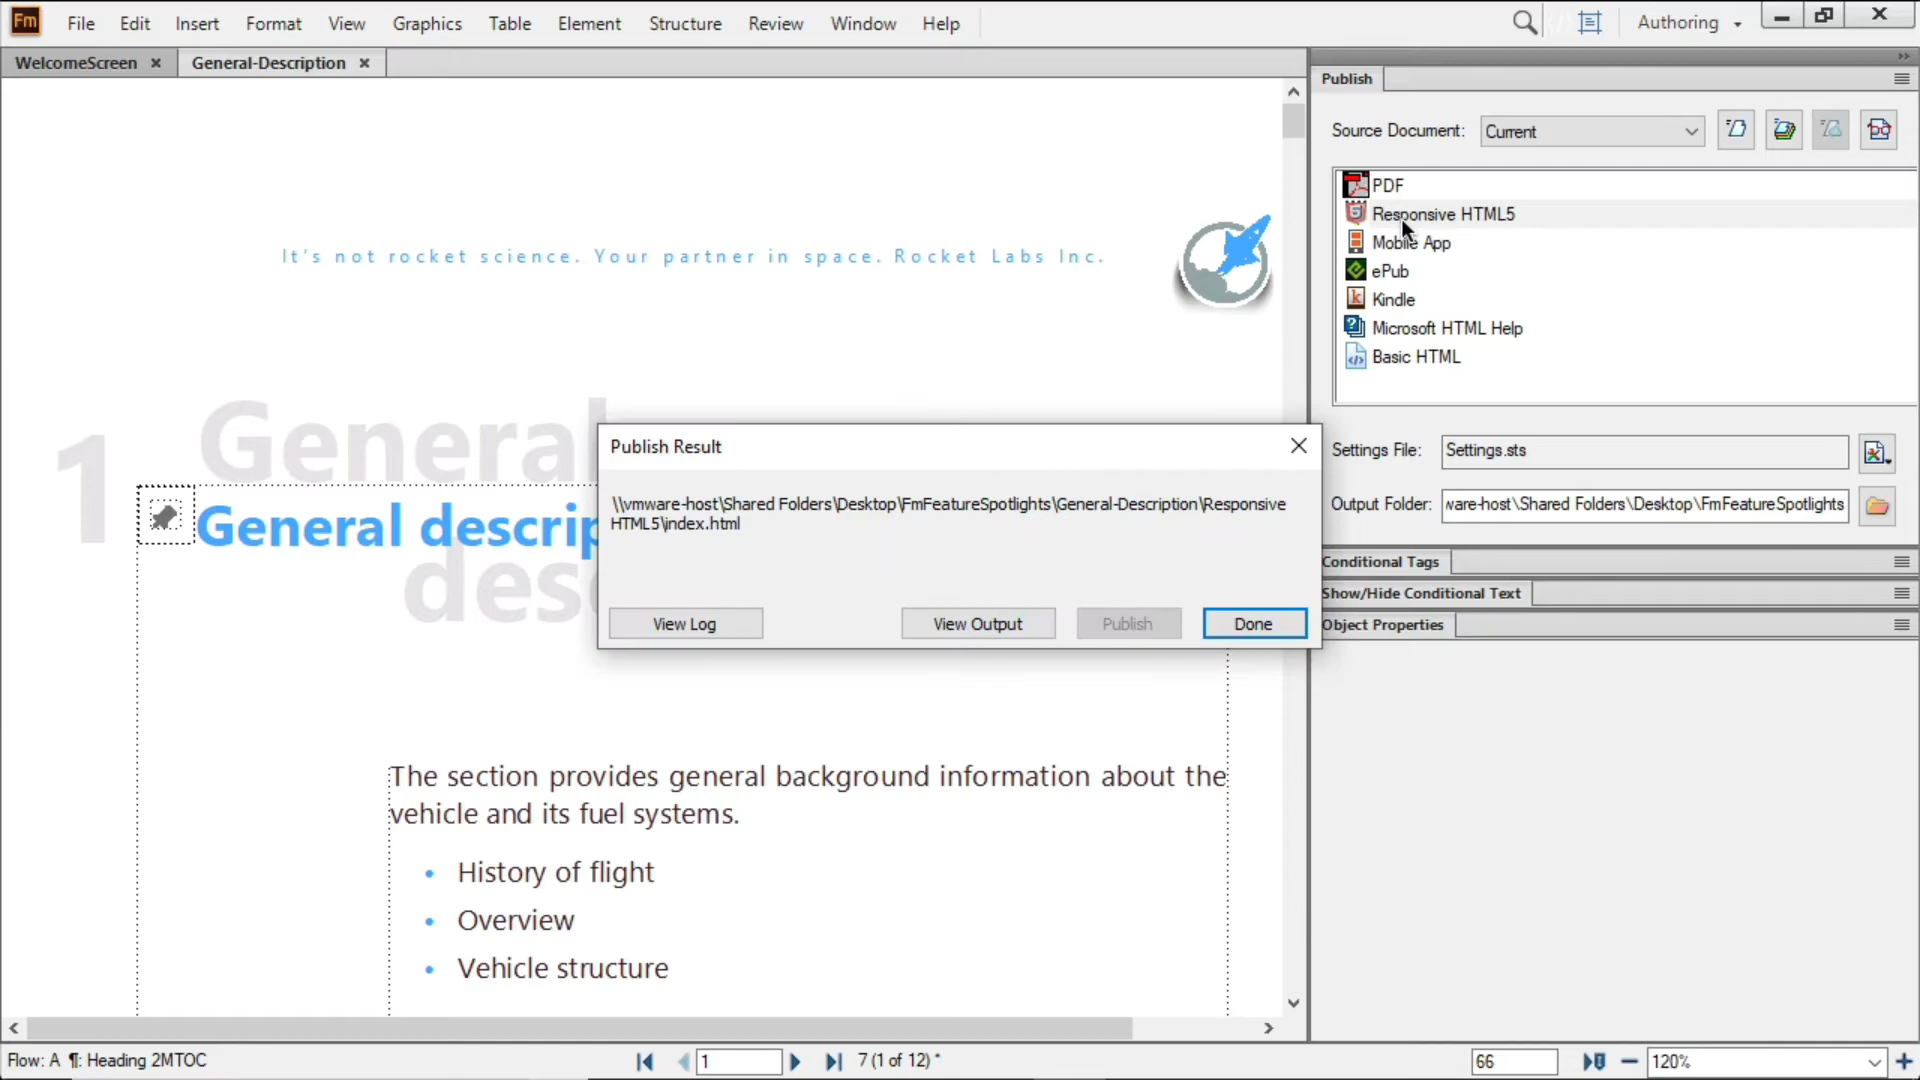 Fm File Edit Insert Format View Graphics Table Element Structure Review Window Help Authoring
WelcomeScreen General-Description
Publish
Source Document: Current
PDF
Responsive HTML5
Mobile App
ePub
Kindle
Microsoft HTML Help
Basic HTML
Settings File: Settings.sts
Output Folder: ware-host\Shared Folders\Desktop\FmFeatureSpotlights
Conditional Tags
Show/Hide Conditional Text
Object Properties
It's not rocket science. Your partner in space. Rocket Labs Inc.
1 General
desc
General descrip
Publish Result
\\vmware-host\Shared Folders\Desktop\FmFeatureSpotlights\General-Description\Responsive
HTML5\index.html
View Log View Output Publish Done
The section provides general background information about the
vehicle and its fuel systems.
• History of flight
• Overview
• Vehicle structure
Flow: A ¶: Heading 2MTOC 1 7 (1 of 12) * 66 120%